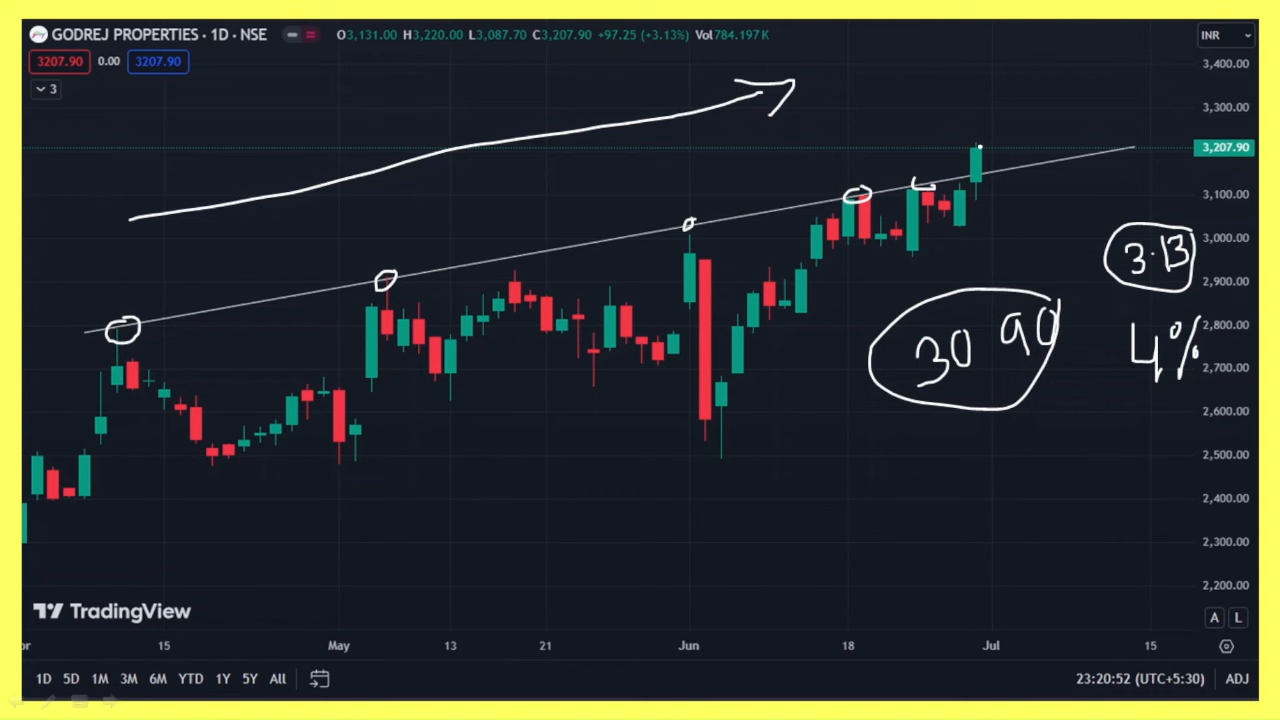 GODREJ PROPERTIES · 1D · NSE O3,131.00 H3,220.00 L3,087.70 C3,207.90 +97.25 (+3.13%) Vol784.197K INR
3207.90 0.00 3207.90
3,400.00
3
3,300.00
3,207.90
3,100.00
3,000.00
3.13
2,900.00
30 90
2,800.00
4%
2,700.00
2,600.00
2,500.00
2,400.00
2,300.00
2,200.00
TradingView
A L
15 May 13 21 Jun 18 Jul 15
1D 5D 1M 3M 6M YTD 1Y 5Y All 23:20:52 (UTC+5:30) ADJ